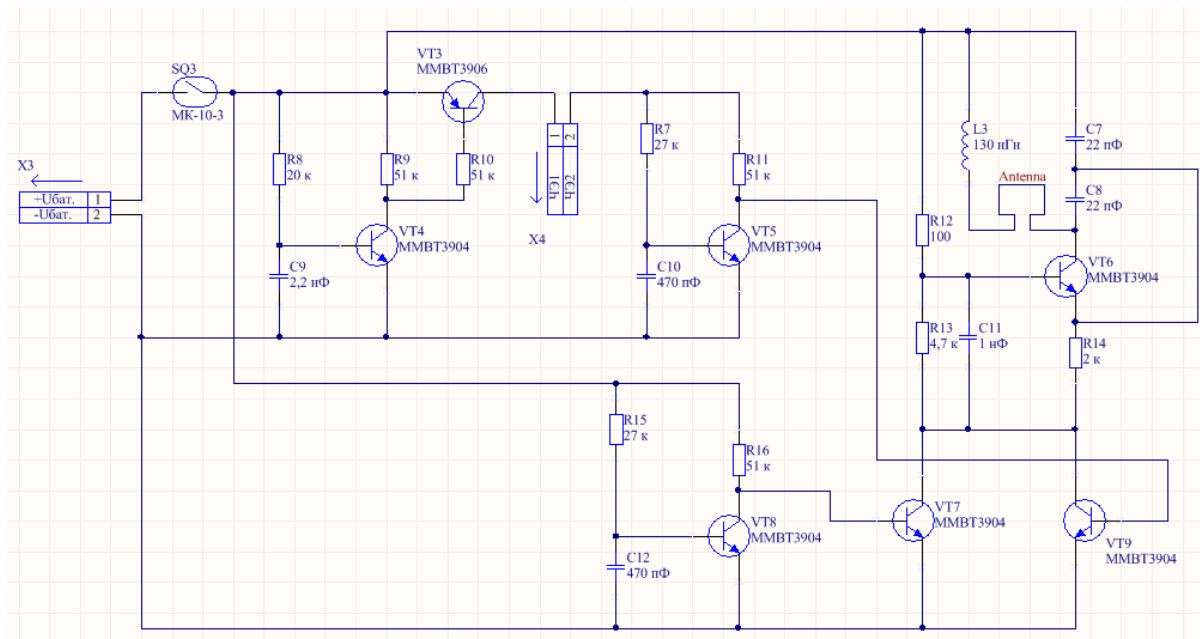 SQ3
МК-10-3
X3
+Uбат. 1
-Uбат. 2
VT3
MMBT3906
R8
20 к
R9
51 к
R10
51 к
VT4
MMBT3904
C9
2,2 нФ
1
2
СЧ1
СЧ2
X4
R7
27 к
R11
51 к
VT5
MMBT3904
C10
470 пФ
L3
130 нГн
Antenna
C7
22 пФ
C8
22 пФ
R12
100
VT6
MMBT3904
R13
4,7 к
C11
1 нФ
R14
2 к
R15
27 к
R16
51 к
VT8
MMBT3904
C12
470 пФ
VT7
MMBT3904
VT9
MMBT3904